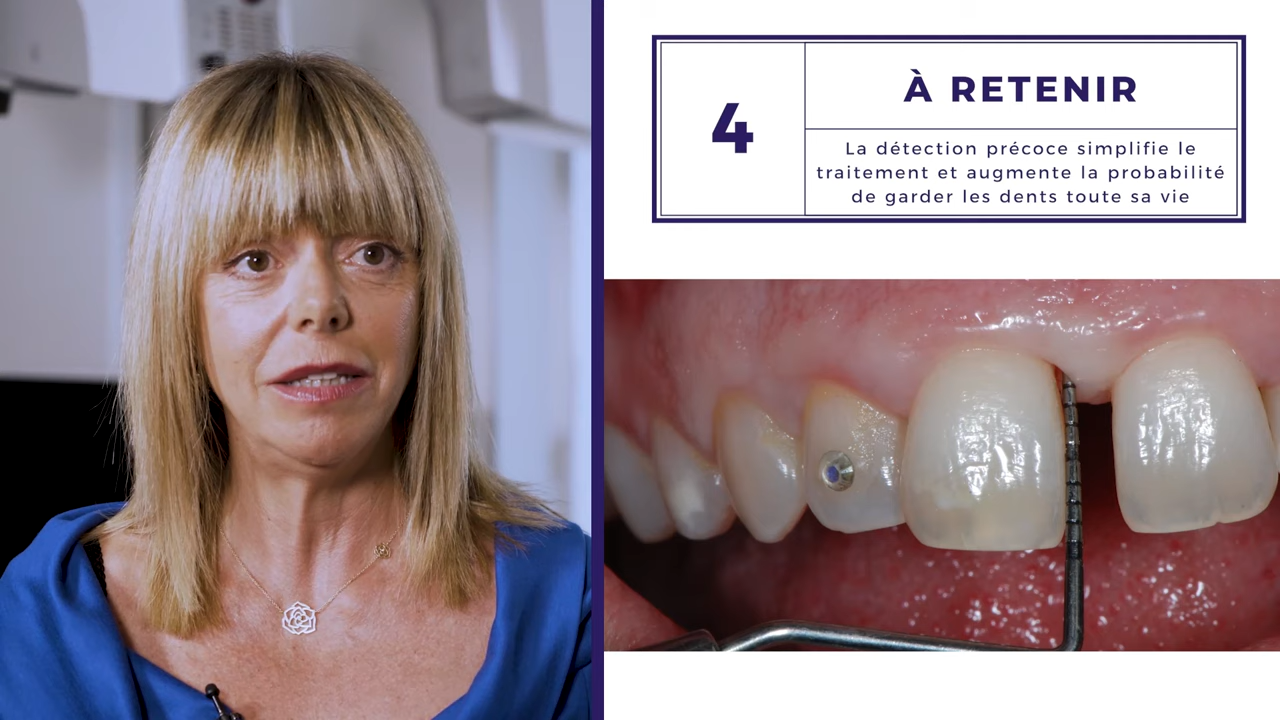 4
À RETENIR
La détection précoce simplifie le
traitement et augmente la probabilité
de garder les dents toute sa vie